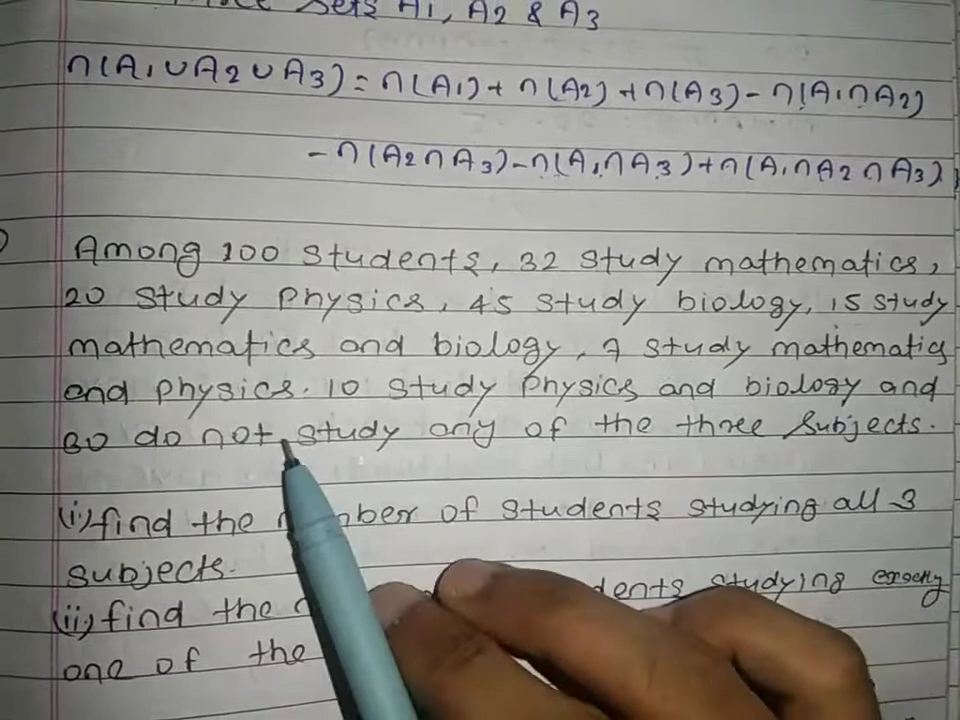 Sets A1, A2 & A3
n(A1∪A2∪A3) = n(A1) + n(A2) + n(A3) - n(A1∩A2)
- n(A2∩A3) - n(A1∩A3) + n(A1∩A2∩A3)
Among 100 students, 32 study mathematics,
20 study physics, 45 study biology, 15 study
mathematics and biology, 7 study mathematics
and physics. 10 study physics and biology and
30 do not study any of the three subjects.
(i) find the number of students studying all 3
subjects.
(ii) find the studying exactly
one of the